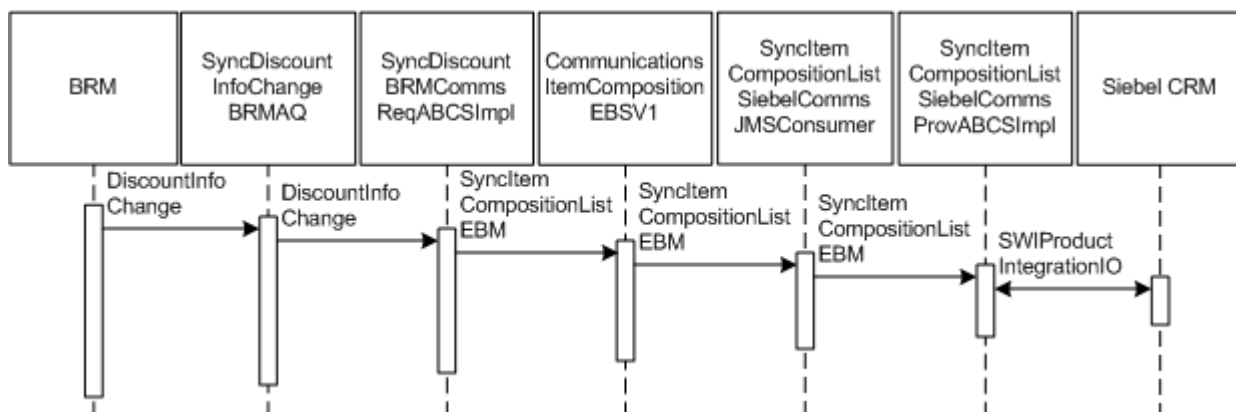 BRM
SyncDiscount
InfoChange
BRMAQ
SyncDiscount
BRMComms
ReqABCSImpl
Communications
ItemComposition
EBSV1
SyncItem
CompositionList
SiebelComms
JMSConsumer
SyncItem
CompositionList
SiebelComms
ProvABCSImpl
Siebel CRM
DiscountInfo
Change
DiscountInfo
Change
SyncItem
CompositionList
EBM
SyncItem
CompositionList
EBM
SyncItem
CompositionList
EBM
SWIProduct
IntegrationIO